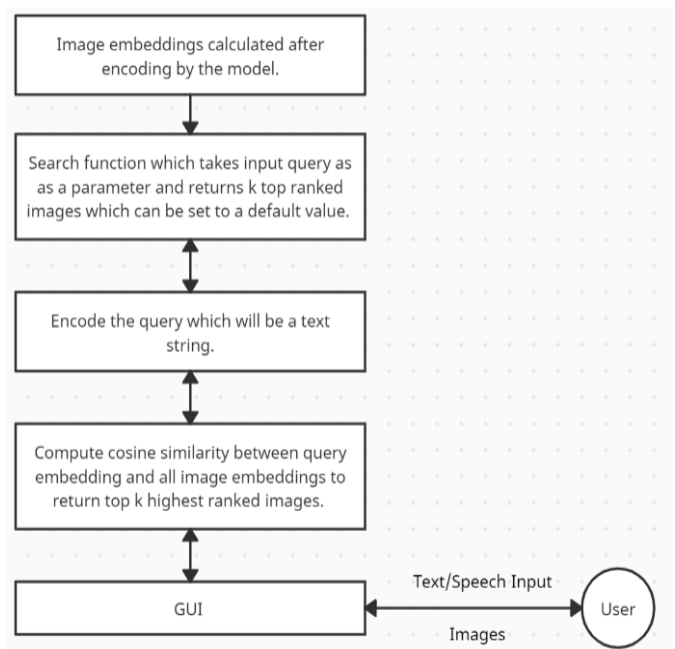 Image embeddings calculated after
encoding by the model.
Search function which takes input query as
as a parameter and returns k top ranked
images which can be set to a default value.
Encode the query which will be a text
string.
Compute cosine similarity between query
embedding and all image embeddings to
return top k highest ranked images.
GUI
Text/Speech Input
User
Images